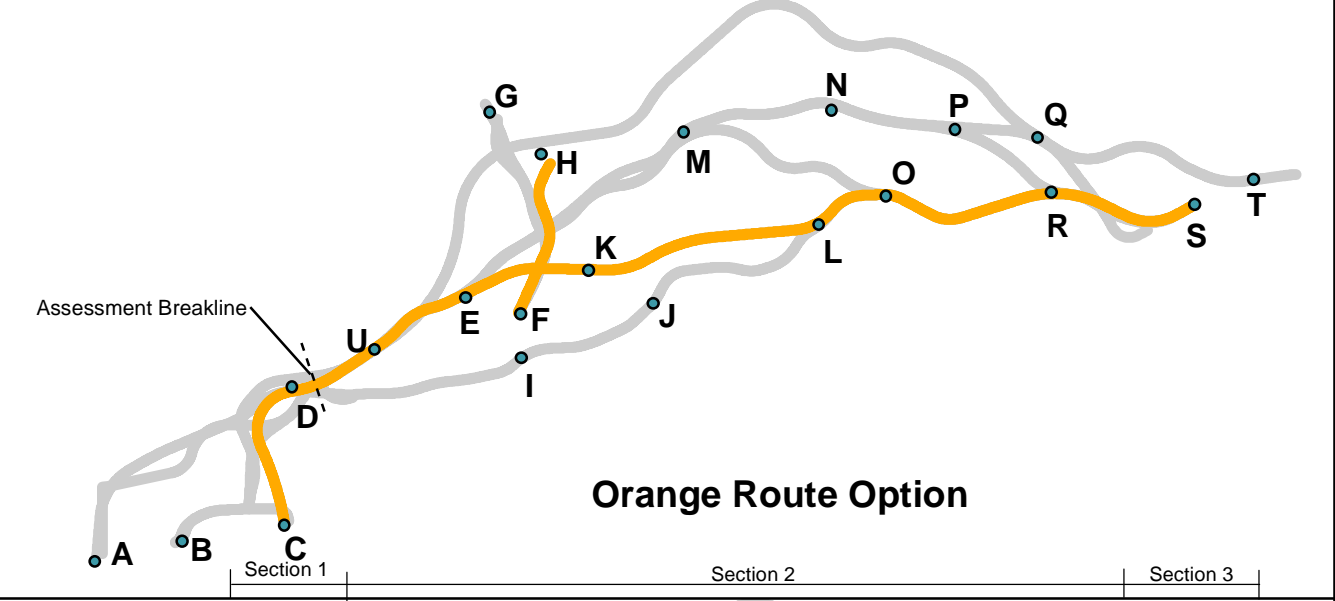 G
N
P
Q
H
M
O
T
K
R
S
L
Assessment Breakline
U
E
F
J
I
D
Orange Route Option
A
B
C
Section 1
Section 2
Section 3